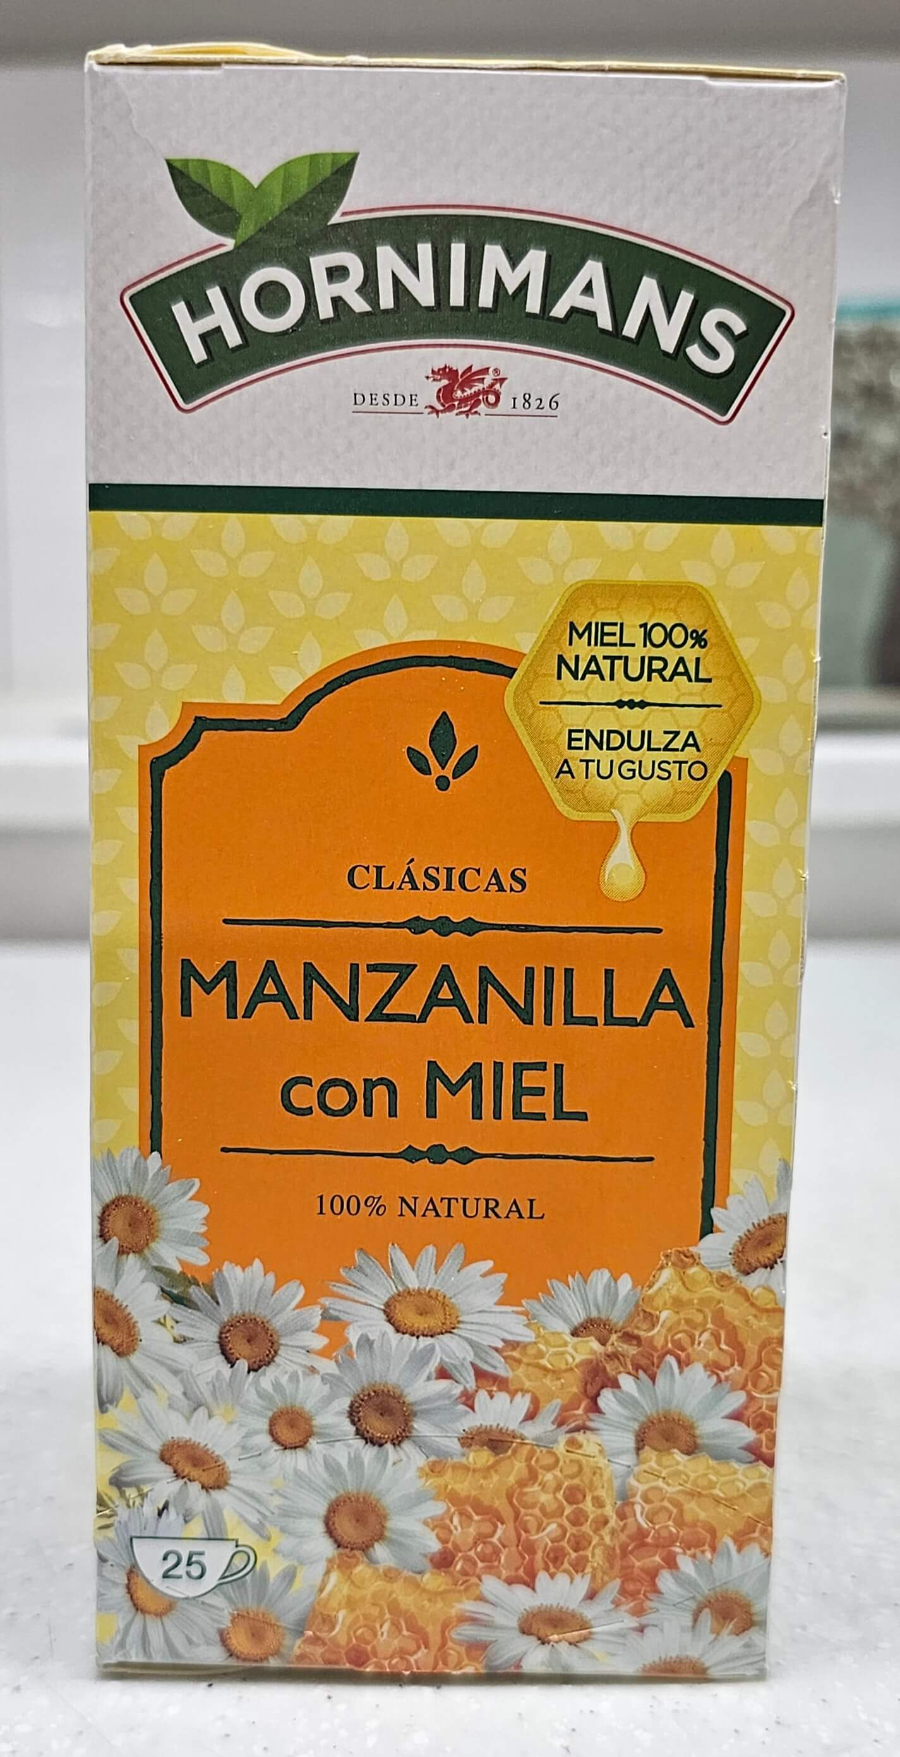 HORNIMANS
DESDE ® 1826
MIEL 100%
NATURAL
ENDULZA
A TU GUSTO
CLÁSICAS
MANZANILLA
con MIEL
100% NATURAL
25